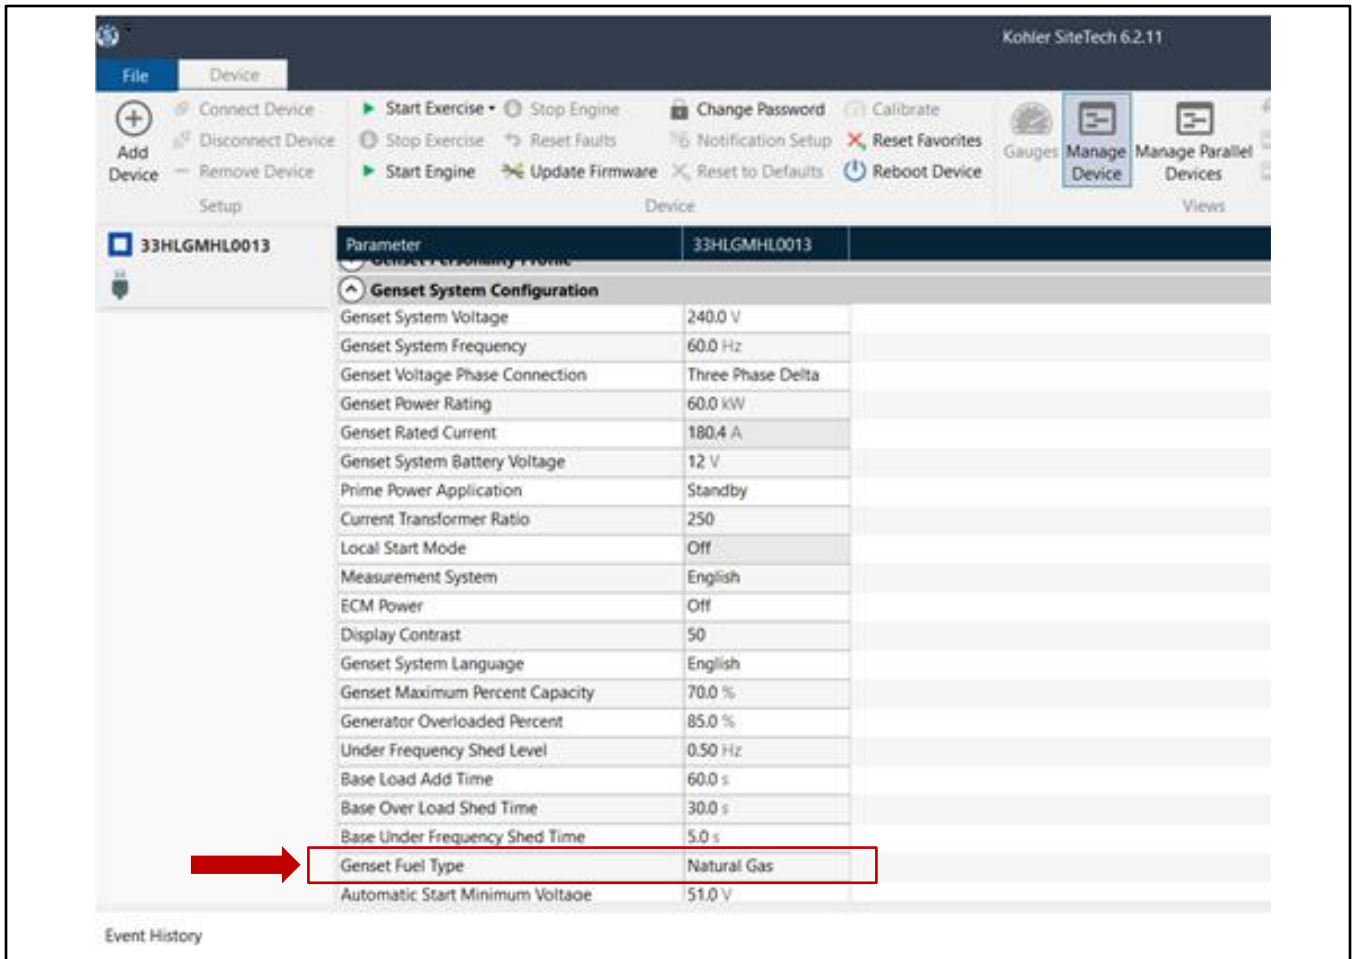 Kohler SiteTech 6.2.11
File Device
Connect Device Start Exercise Stop Engine Change Password Calibrate
Disconnect Device Stop Exercise Reset Faults Notification Setup Reset Favorites
Add Device Remove Device Start Engine Update Firmware Reset to Defaults Reboot Device Gauges Manage Device Manage Parallel Devices
Setup Device Views
33HLGMHL0013 Parameter 33HLGMHL0013
Genset Personality Profile
Genset System Configuration
Genset System Voltage 240.0 V
Genset System Frequency 60.0 Hz
Genset Voltage Phase Connection Three Phase Delta
Genset Power Rating 60.0 kW
Genset Rated Current 180.4 A
Genset System Battery Voltage 12 V
Prime Power Application Standby
Current Transformer Ratio 250
Local Start Mode Off
Measurement System English
ECM Power Off
Display Contrast 50
Genset System Language English
Genset Maximum Percent Capacity 70.0 %
Generator Overloaded Percent 85.0 %
Under Frequency Shed Level 0.50 Hz
Base Load Add Time 60.0 s
Base Over Load Shed Time 30.0 s
Base Under Frequency Shed Time 5.0 s
Genset Fuel Type Natural Gas
Automatic Start Minimum Voltage 51.0 V
Event History